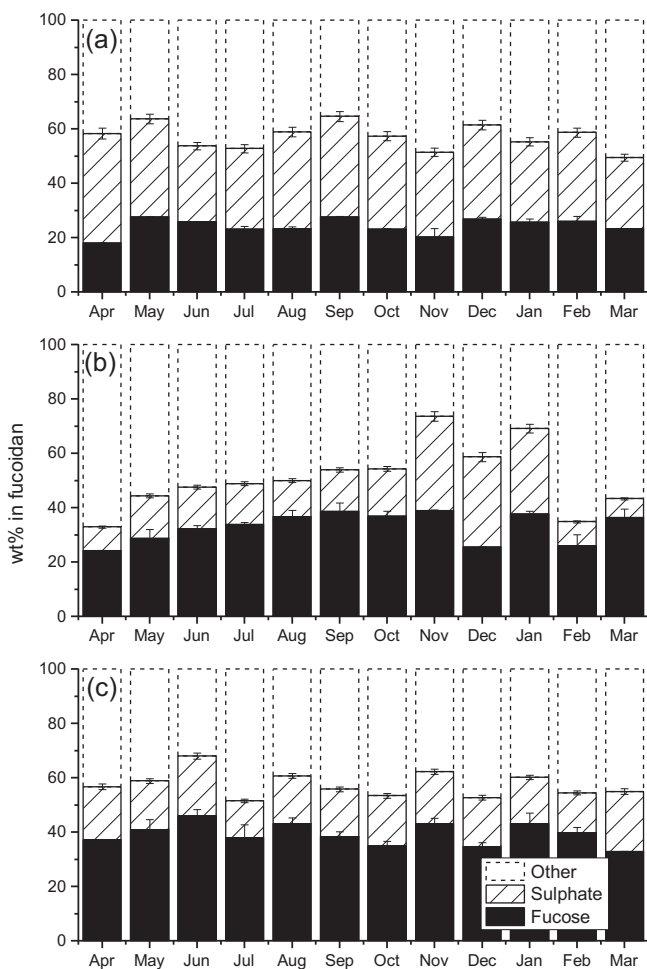 100
(a)
80
60
40
20
0
Apr May Jun Jul Aug Sep Oct Nov Dec Jan Feb Mar
wt% in fucoidan
100
(b)
80
60
40
20
0
Apr May Jun Jul Aug Sep Oct Nov Dec Jan Feb Mar
100
(c)
80
60
40
20
0
Other
Sulphate
Fucose
Apr May Jun Jul Aug Sep Oct Nov Dec Jan Feb Mar